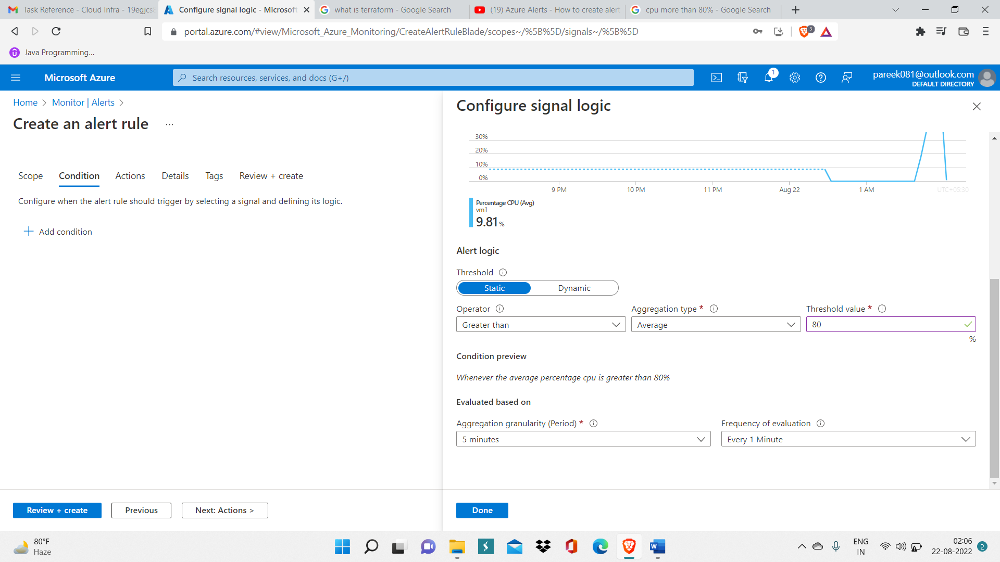 Task Reference - Cloud Infra - 19egjcs
Configure signal logic - Microsoft
what is terraform - Google Search
(19) Azure Alerts - How to create alert
cpu more than 80% - Google Search
portal.azure.com/#view/Microsoft_Azure_Monitoring/CreateAlertRuleBlade/scopes~/%5B%5D/signals~/%5B%5D
3
Java Programming...
Microsoft Azure
Search resources, services, and docs (G+/)
1
pareek081@outlook.com
DEFAULT DIRECTORY
Home > Monitor | Alerts >
Create an alert rule ...
Scope Condition Actions Details Tags Review + create
Configure when the alert rule should trigger by selecting a signal and defining its logic.
+ Add condition
Review + create Previous Next: Actions >
Configure signal logic
30%
20%
10%
0%
9 PM 10 PM 11 PM Aug 22 1 AM UTC+05:30
Percentage CPU (Avg)
vm1
9.81 %
Alert logic
Threshold
Static Dynamic
Operator Aggregation type * Threshold value *
Greater than Average 80
%
Condition preview
Whenever the average percentage cpu is greater than 80%
Evaluated based on
Aggregation granularity (Period) * Frequency of evaluation
5 minutes Every 1 Minute
Done
80°F
Haze
ENG
IN
02:06
22-08-2022
2